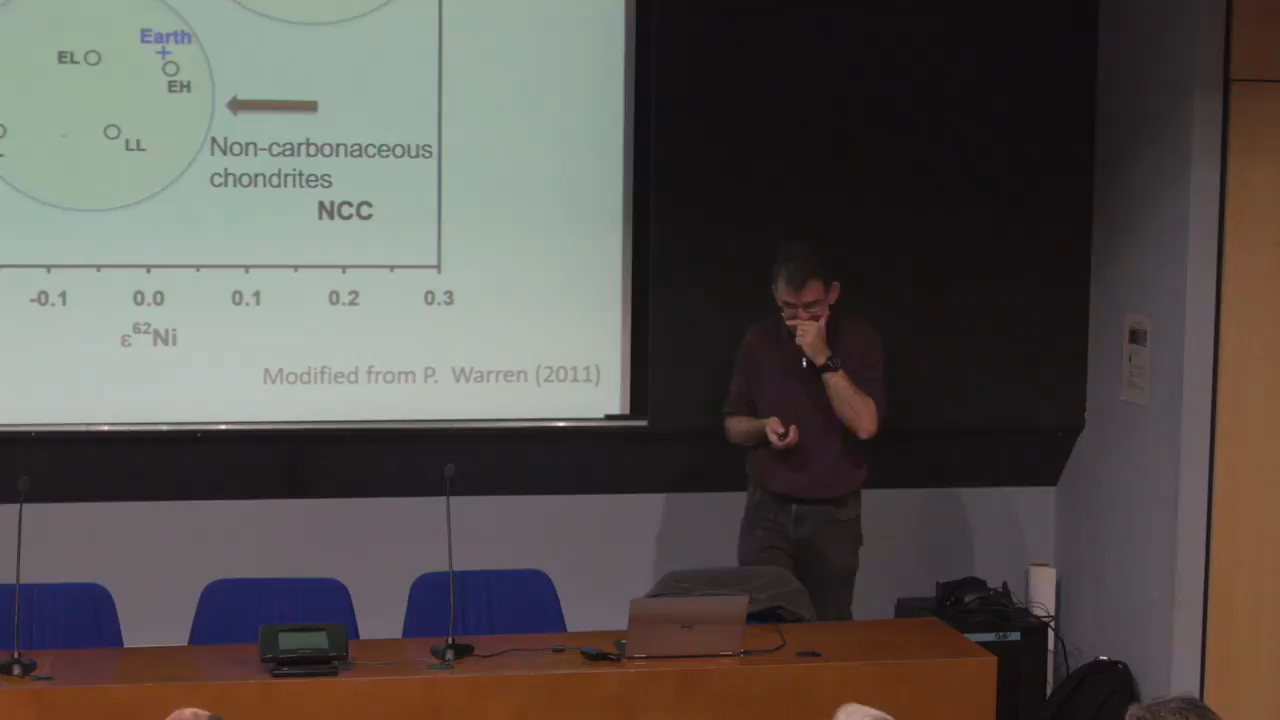 Earth
EL
EH
LL
Non-carbonaceous
chondrites
NCC
-0.1 0.0 0.1 0.2 0.3
ε62Ni
Modified from P. Warren (2011)